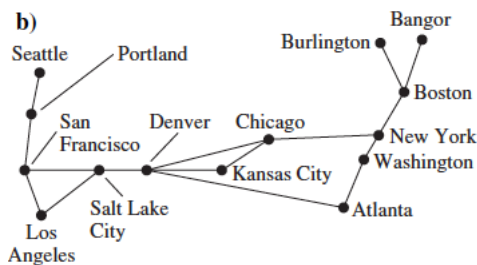 b)
Bangor
Burlington
Seattle
Portland
Boston
San
Francisco
Denver
Chicago
New York
Washington
Kansas City
Salt Lake
City
Atlanta
Los
Angeles